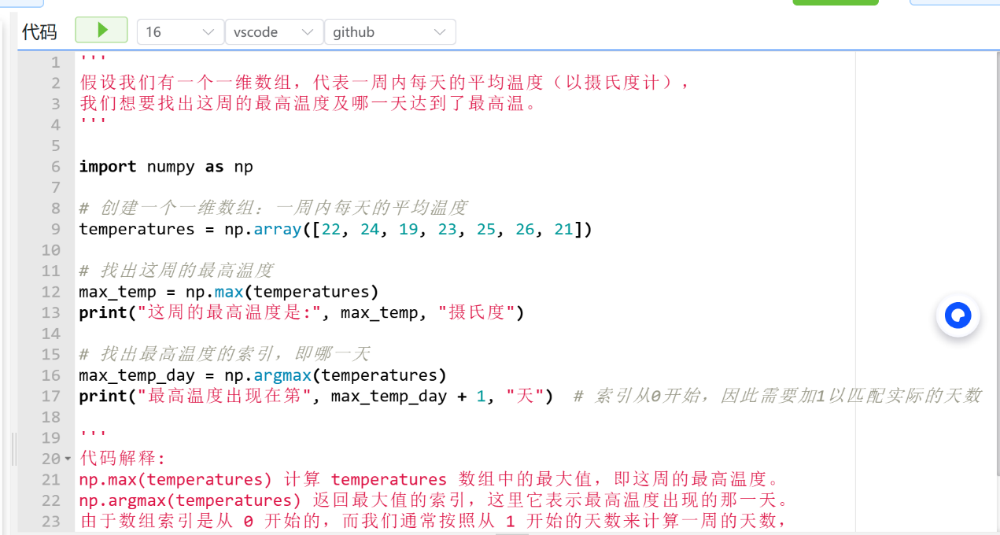 代码 16 vscode github
1 '''
2 假设我们有一个一维数组，代表一周内每天的平均温度（以摄氏度计），
3 我们想要找出这周的最高温度及哪一天达到了最高温。
4 '''
5
6 import numpy as np
7
8 # 创建一个一维数组：一周内每天的平均温度
9 temperatures = np.array([22, 24, 19, 23, 25, 26, 21])
10
11 # 找出这周的最高温度
12 max_temp = np.max(temperatures)
13 print("这周的最高温度是:", max_temp, "摄氏度")
14
15 # 找出最高温度的索引，即哪一天
16 max_temp_day = np.argmax(temperatures)
17 print("最高温度出现在第", max_temp_day + 1, "天")  # 索引从0开始，因此需要加1以匹配实际的天数
18
19 '''
20 代码解释:
21 np.max(temperatures) 计算 temperatures 数组中的最大值，即这周的最高温度。
22 np.argmax(temperatures) 返回最大值的索引，这里它表示最高温度出现的那一天。
23 由于数组索引是从 0 开始的，而我们通常按照从 1 开始的天数来计算一周的天数，